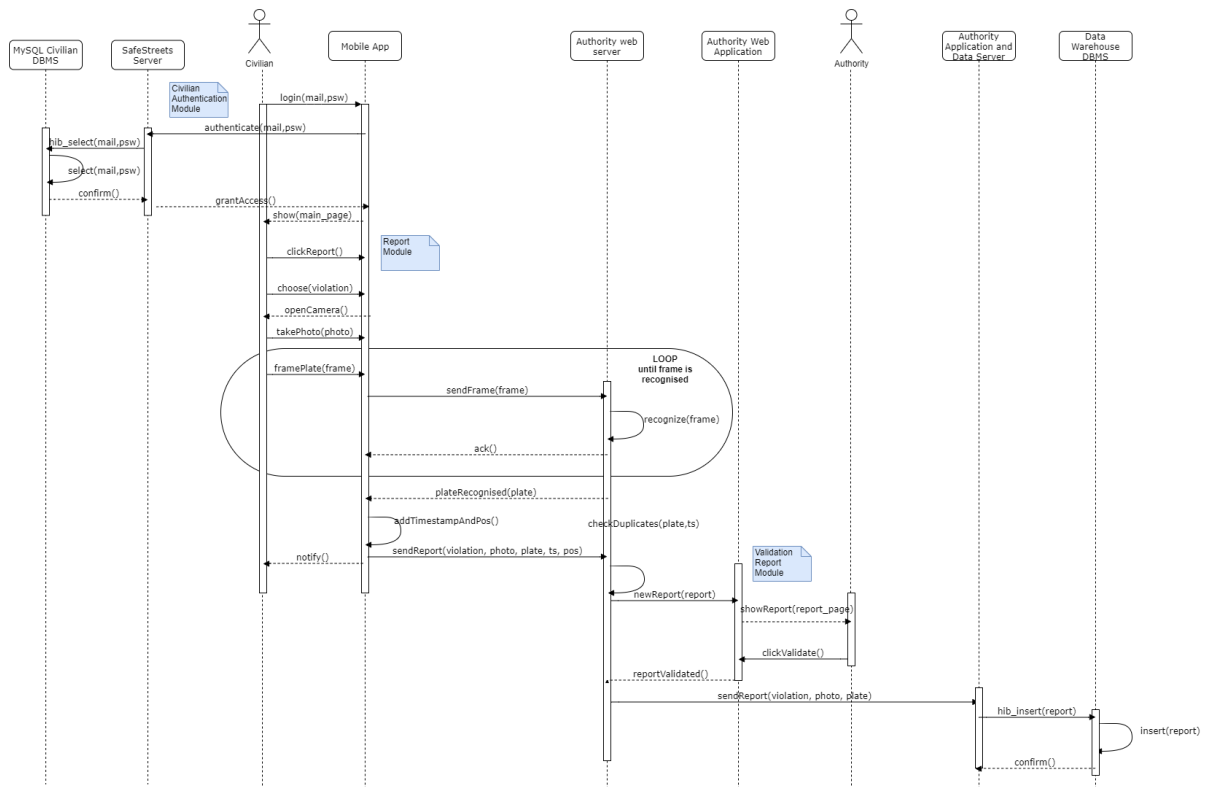 MySQL Civilian
DBMS
SafeStreets
Server
Civilian
Mobile App
Authority web
server
Authority Web
Application
Authority
Authority
Application and
Data Server
Data
Warehouse
DBMS
Civilian
Authentication
Module
login(mail,psw)
authenticate(mail,psw)
hib_select(mail,psw)
select(mail,psw)
confirm()
grantAccess()
show(main_page)
Report
Module
clickReport()
choose(violation)
openCamera()
takePhoto(photo)
LOOP
until frame is
recognised
framePlate(frame)
sendFrame(frame)
recognize(frame)
ack()
plateRecognised(plate)
addTimestampAndPos()
checkDuplicates(plate,ts)
sendReport(violation, photo, plate, ts, pos)
notify()
Validation
Report
Module
newReport(report)
showReport(report_page)
clickValidate()
reportValidated()
sendReport(violation, photo, plate)
hib_insert(report)
insert(report)
confirm()